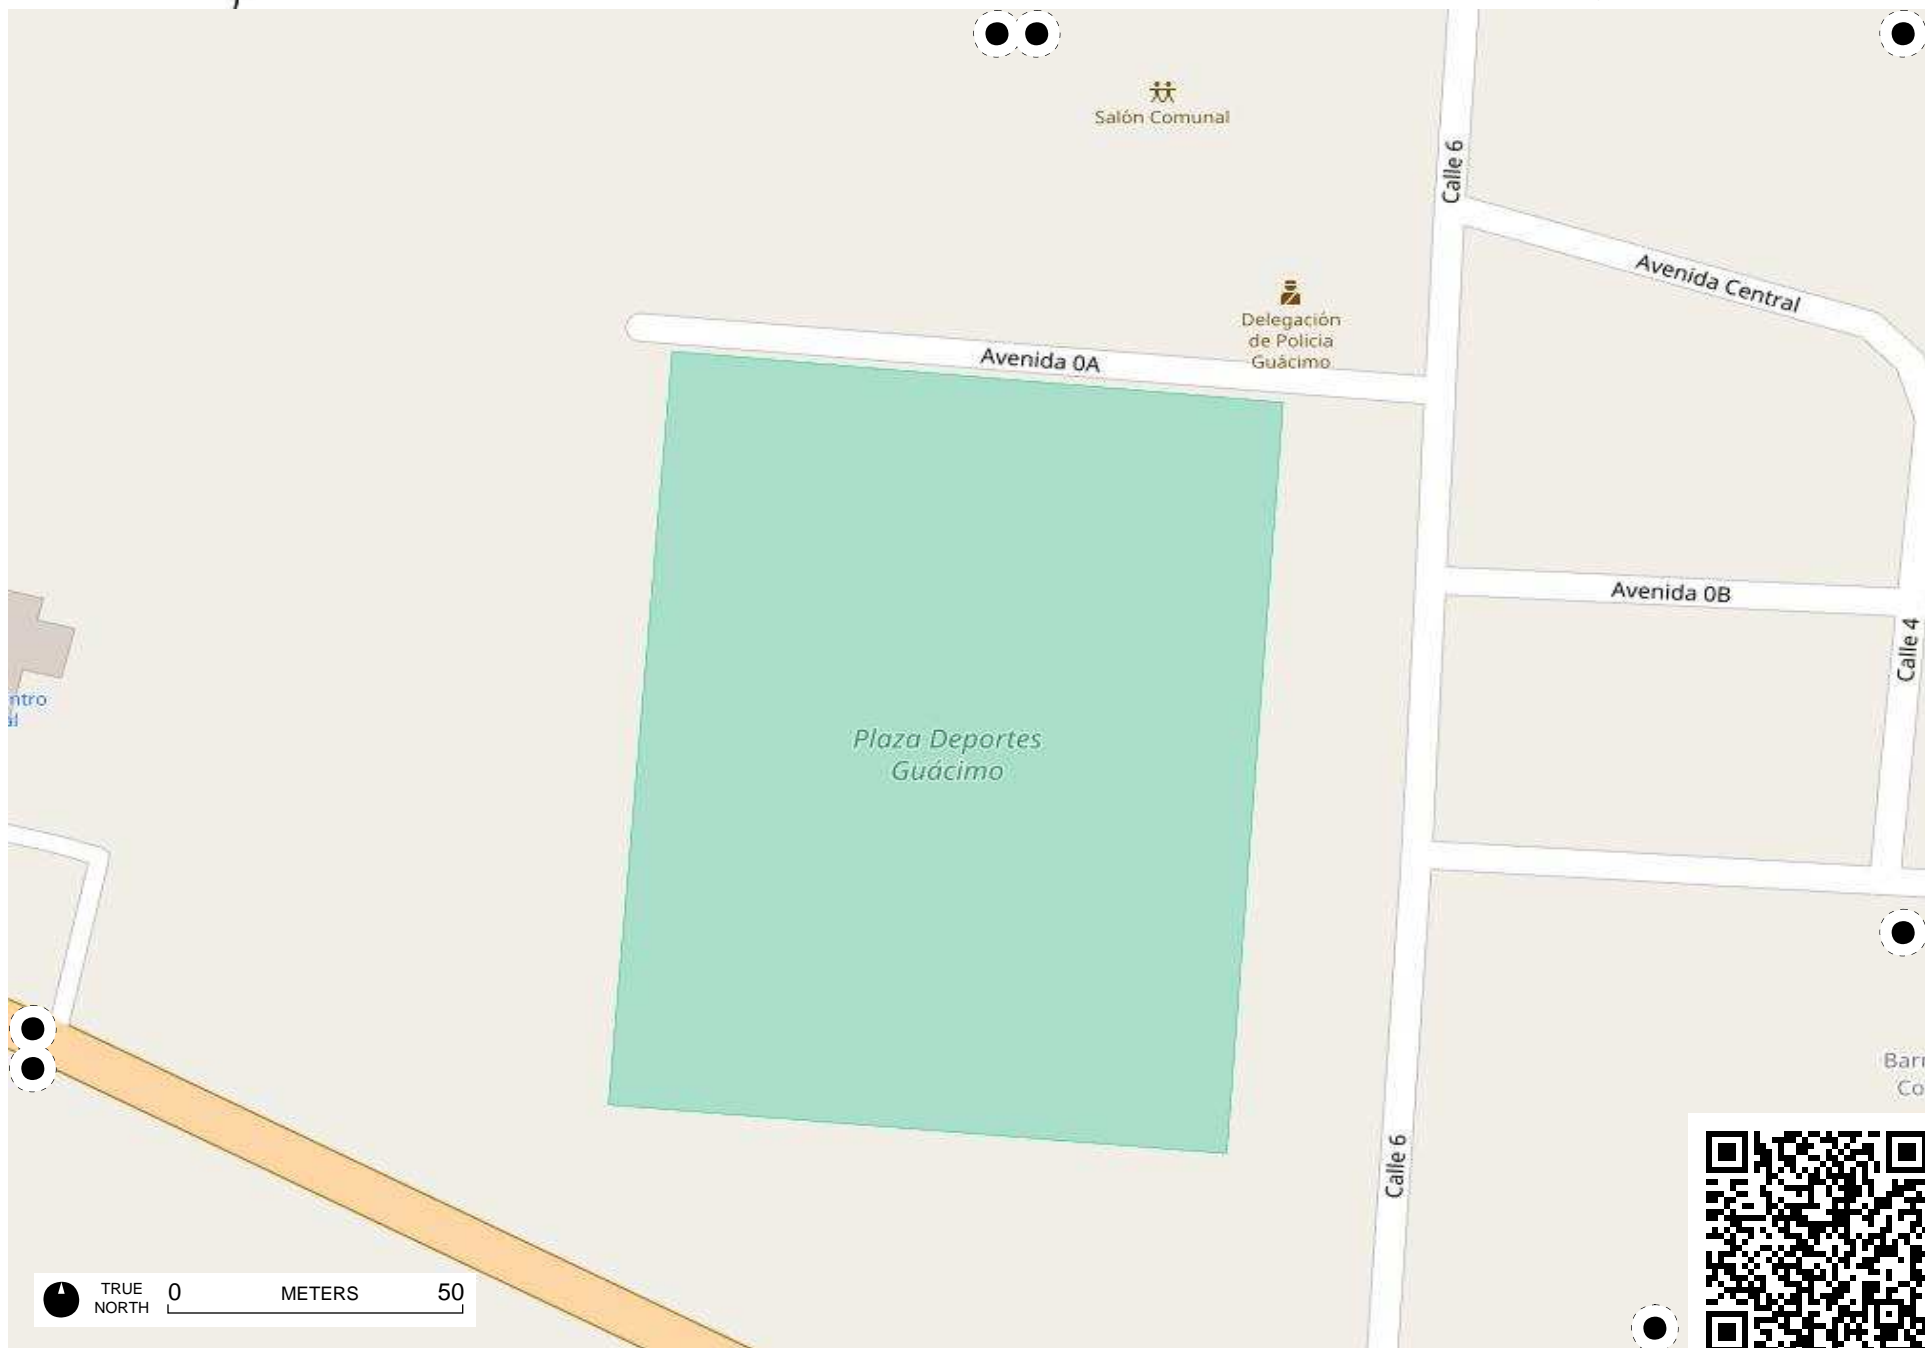 Salón Comunal
Calle 6
Avenida Central
Delegación
de Policia
Guácimo
Avenida 0A
Avenida 0B
Calle 4
Plaza Deportes
Guácimo
Calle 6
TRUE
NORTH
0 METERS 50